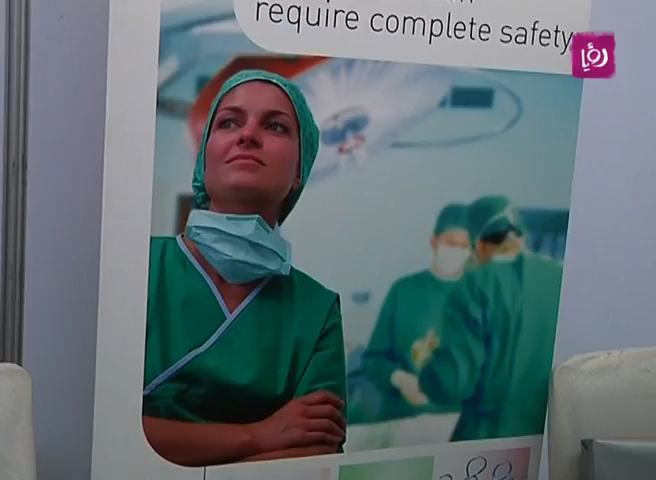 require complete safety
رؤيا